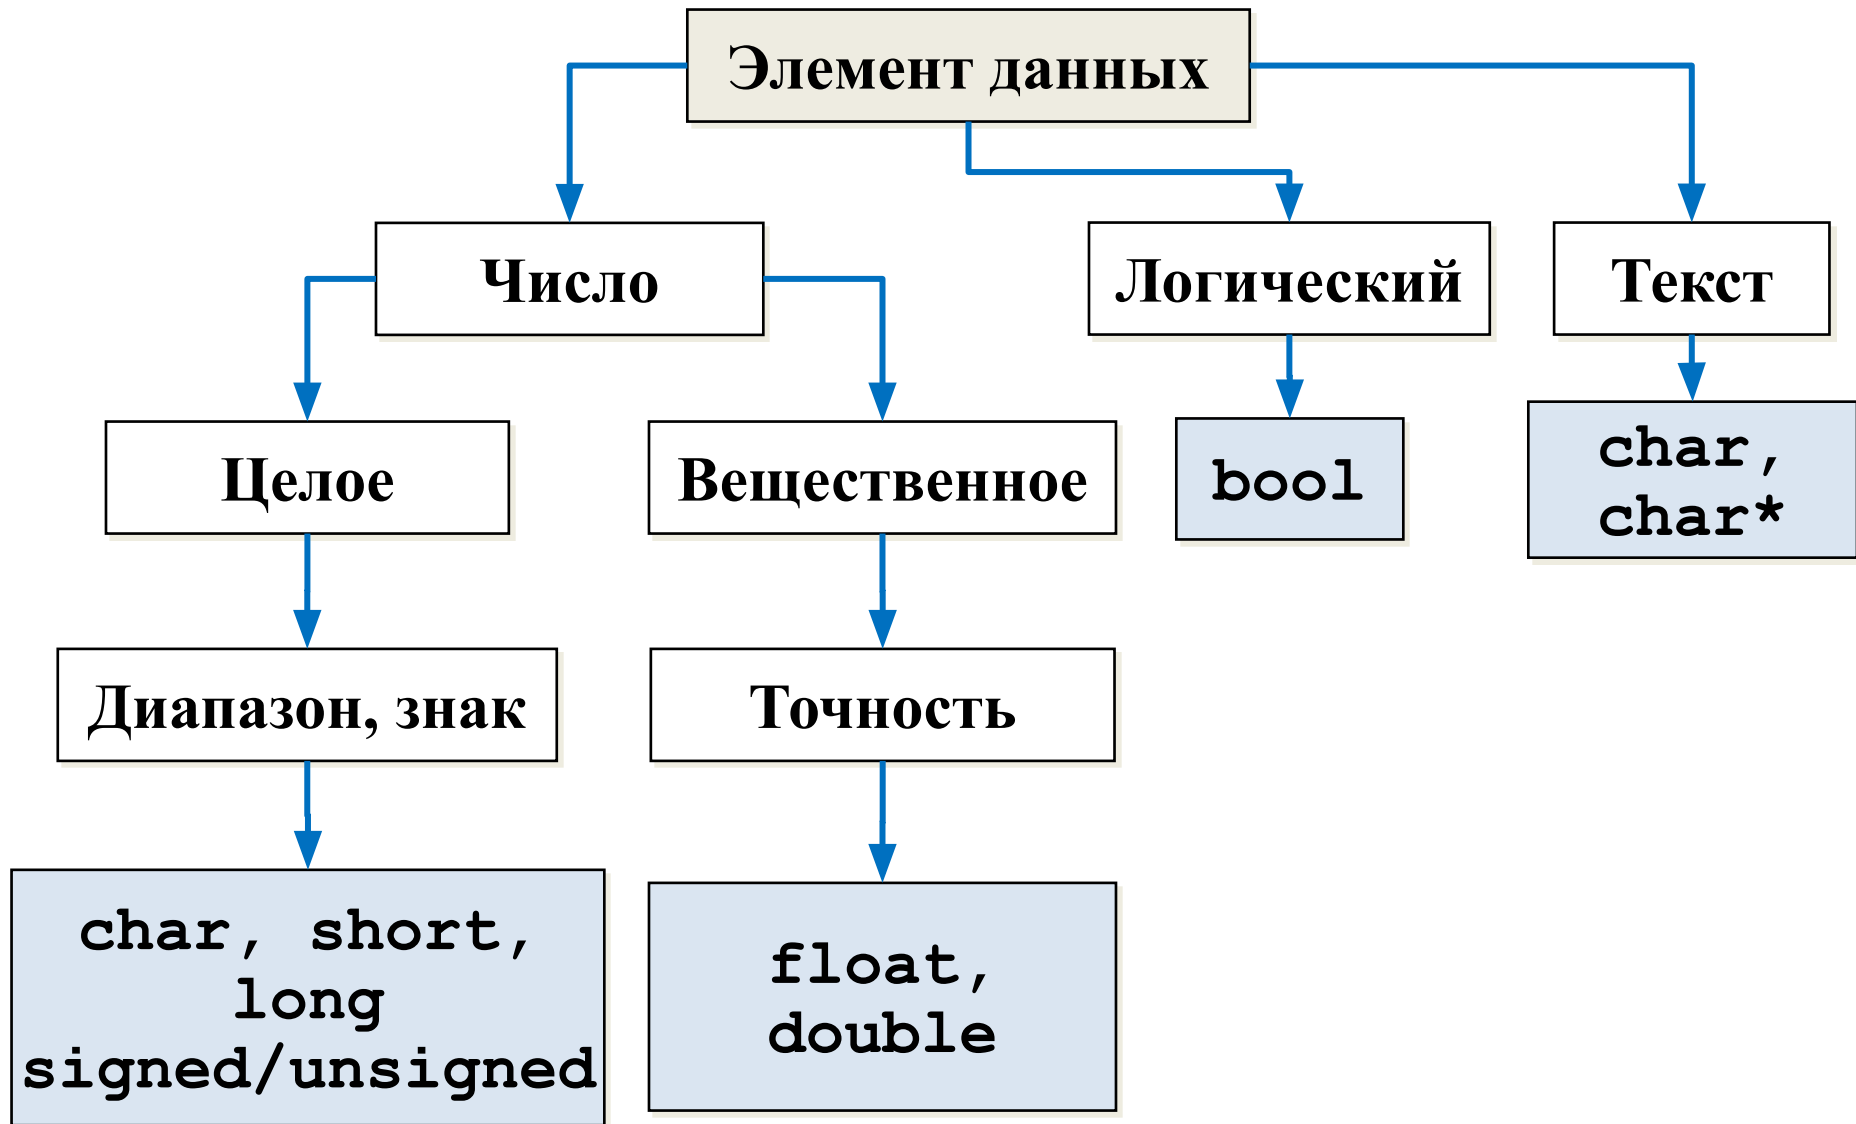 Элемент данных
Число
Логический
Текст
Целое
Вещественное
bool
char,
char*
Диапазон, знак
Точность
char, short,
long
signed/unsigned
float,
double